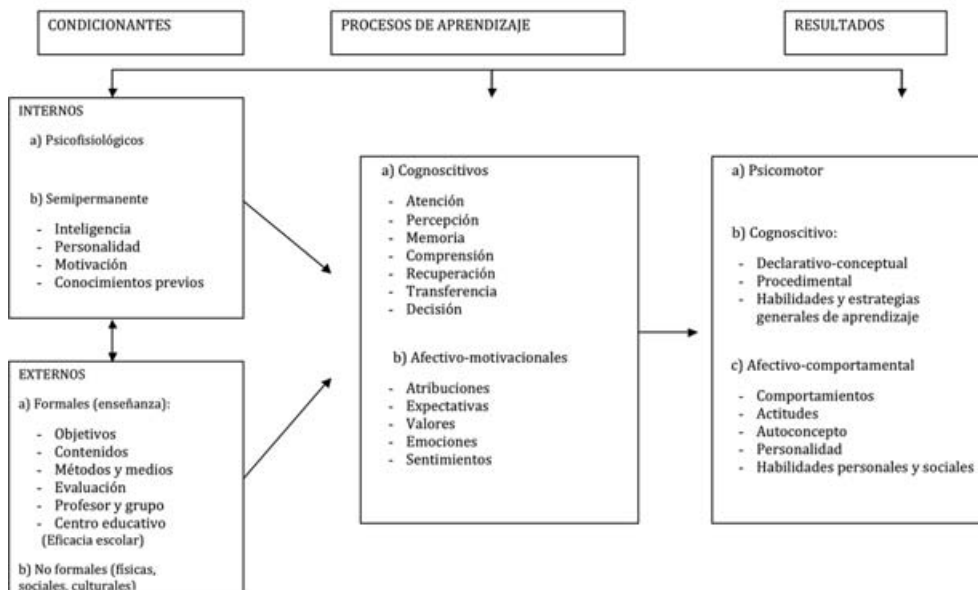 CONDICIONANTES
PROCESOS DE APRENDIZAJE
RESULTADOS
INTERNOS
a) Psicofisiológicos
b) Semipermanente
- Inteligencia
- Personalidad
- Motivación
- Conocimientos previos
EXTERNOS
a) Formales (enseñanza):
- Objetivos
- Contenidos
- Métodos y medios
- Evaluación
- Profesor y grupo
- Centro educativo
(Eficacia escolar)
b) No formales (físicas,
sociales, culturales)
a) Cognoscitivos
- Atención
- Percepción
- Memoria
- Comprensión
- Recuperación
- Transferencia
- Decisión
b) Afectivo-motivacionales
- Atribuciones
- Expectativas
- Valores
- Emociones
- Sentimientos
a) Psicomotor
b) Cognoscitivo:
- Declarativo-conceptual
- Procedimental
- Habilidades y estrategias
generales de aprendizaje
c) Afectivo-comportamental
- Comportamientos
- Actitudes
- Autoconcepto
- Personalidad
- Habilidades personales y sociales